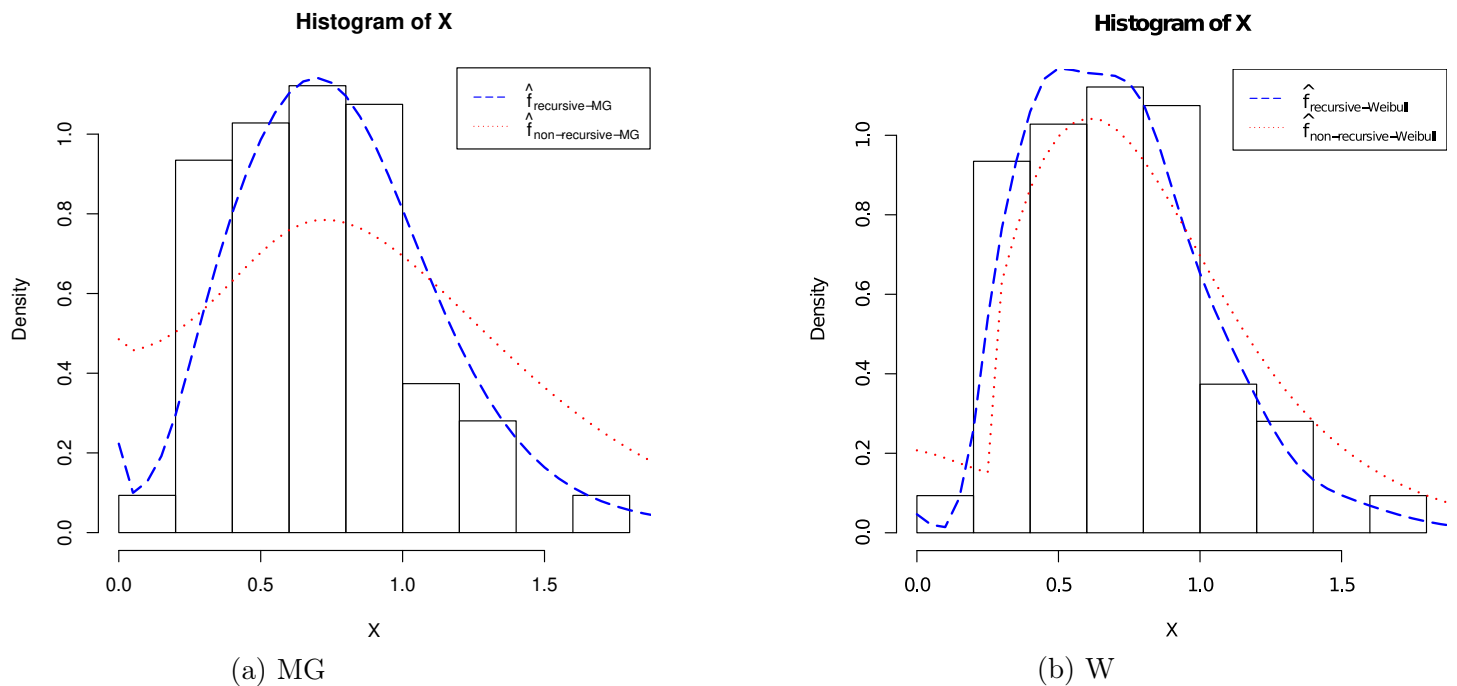 Histogram of X
f̂recursive−MG
f̂non−recursive−MG
Density
0.0 0.2 0.4 0.6 0.8 1.0
0.0 0.5 1.0 1.5
X
(a) MG
Histogram of X
f̂recursive−Weibull
f̂non−recursive−Weibull
Density
0.0 0.2 0.4 0.6 0.8 1.0
0.0 0.5 1.0 1.5
X
(b) W